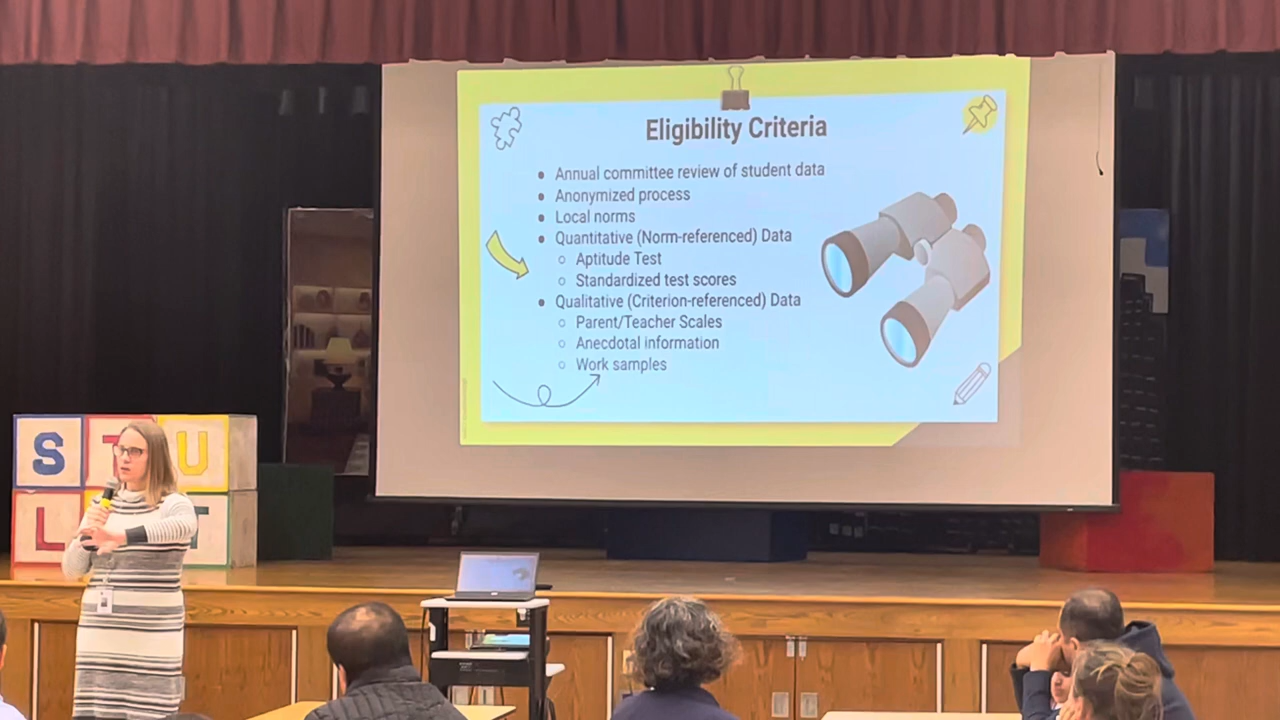 Eligibility Criteria
● Annual committee review of student data
● Anonymized process
● Local norms
● Quantitative (Norm-referenced) Data
○ Aptitude Test
○ Standardized test scores
● Qualitative (Criterion-referenced) Data
○ Parent/Teacher Scales
○ Anecdotal information
○ Work samples
S U
L